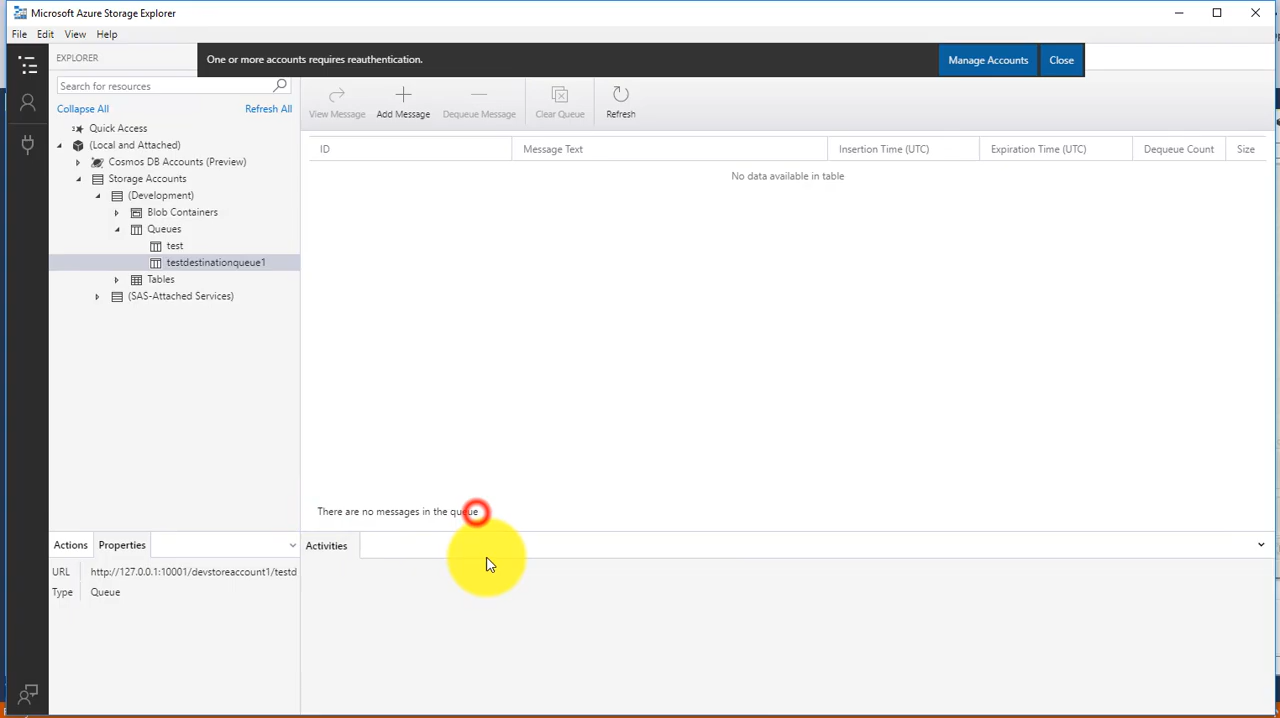 Microsoft Azure Storage Explorer
File Edit View Help
EXPLORER
One or more accounts requires reauthentication.
Manage Accounts
Close
Search for resources
Collapse All
Refresh All
View Message
Add Message
Dequeue Message
Clear Queue
Refresh
Quick Access
(Local and Attached)
Cosmos DB Accounts (Preview)
Storage Accounts
(Development)
Blob Containers
Queues
test
testdestinationqueue1
Tables
(SAS-Attached Services)
ID Message Text Insertion Time (UTC) Expiration Time (UTC) Dequeue Count Size
No data available in table
There are no messages in the queue
Actions Properties
URL http://127.0.0.1:10001/devstoreaccount1/testd
Type Queue
Activities